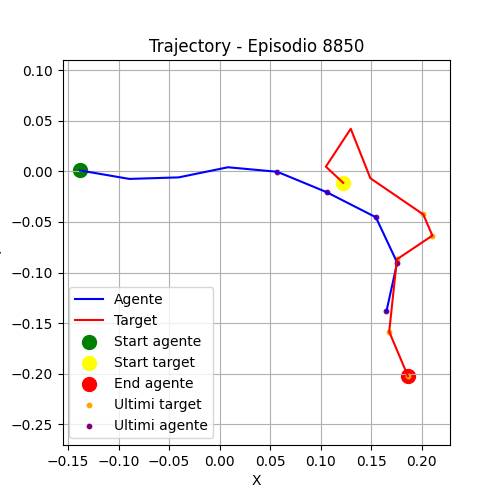 Trajectory - Episodio 8850
0.10
0.05
0.00
−0.05
−0.10
−0.15
−0.20
−0.25
Agente
Target
Start agente
Start target
End agente
Ultimi target
Ultimi agente
−0.15 −0.10 −0.05 0.00 0.05 0.10 0.15 0.20
X